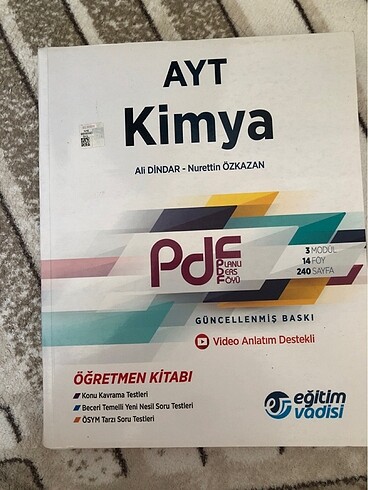 AYT
Kimya
Ali DİNDAR - Nurettin ÖZKAZAN
PdF
PLANLI
DERS
FÖYÜ
3 MODÜL
14 FÖY
240 SAYFA
GÜNCELLENMİŞ BASKI
Video Anlatım Destekli
ÖĞRETMEN KİTABI
Konu Kavrama Testleri
Beceri Temelli Yeni Nesil Soru Testleri
ÖSYM Tarzı Soru Testleri
eğitim
vadisi